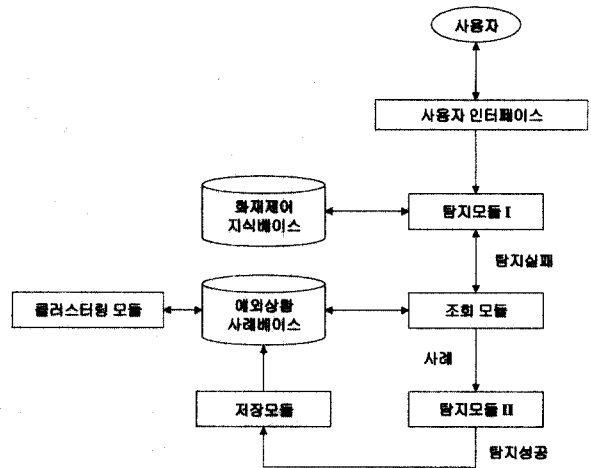 사용자
사용자 인터페이스
화재제어
지식베이스
탐지모듈 I
탐지실패
클러스터링 모듈
예외상황
사례베이스
조회 모듈
사례
저장모듈
탐지모듈 II
탐지성공